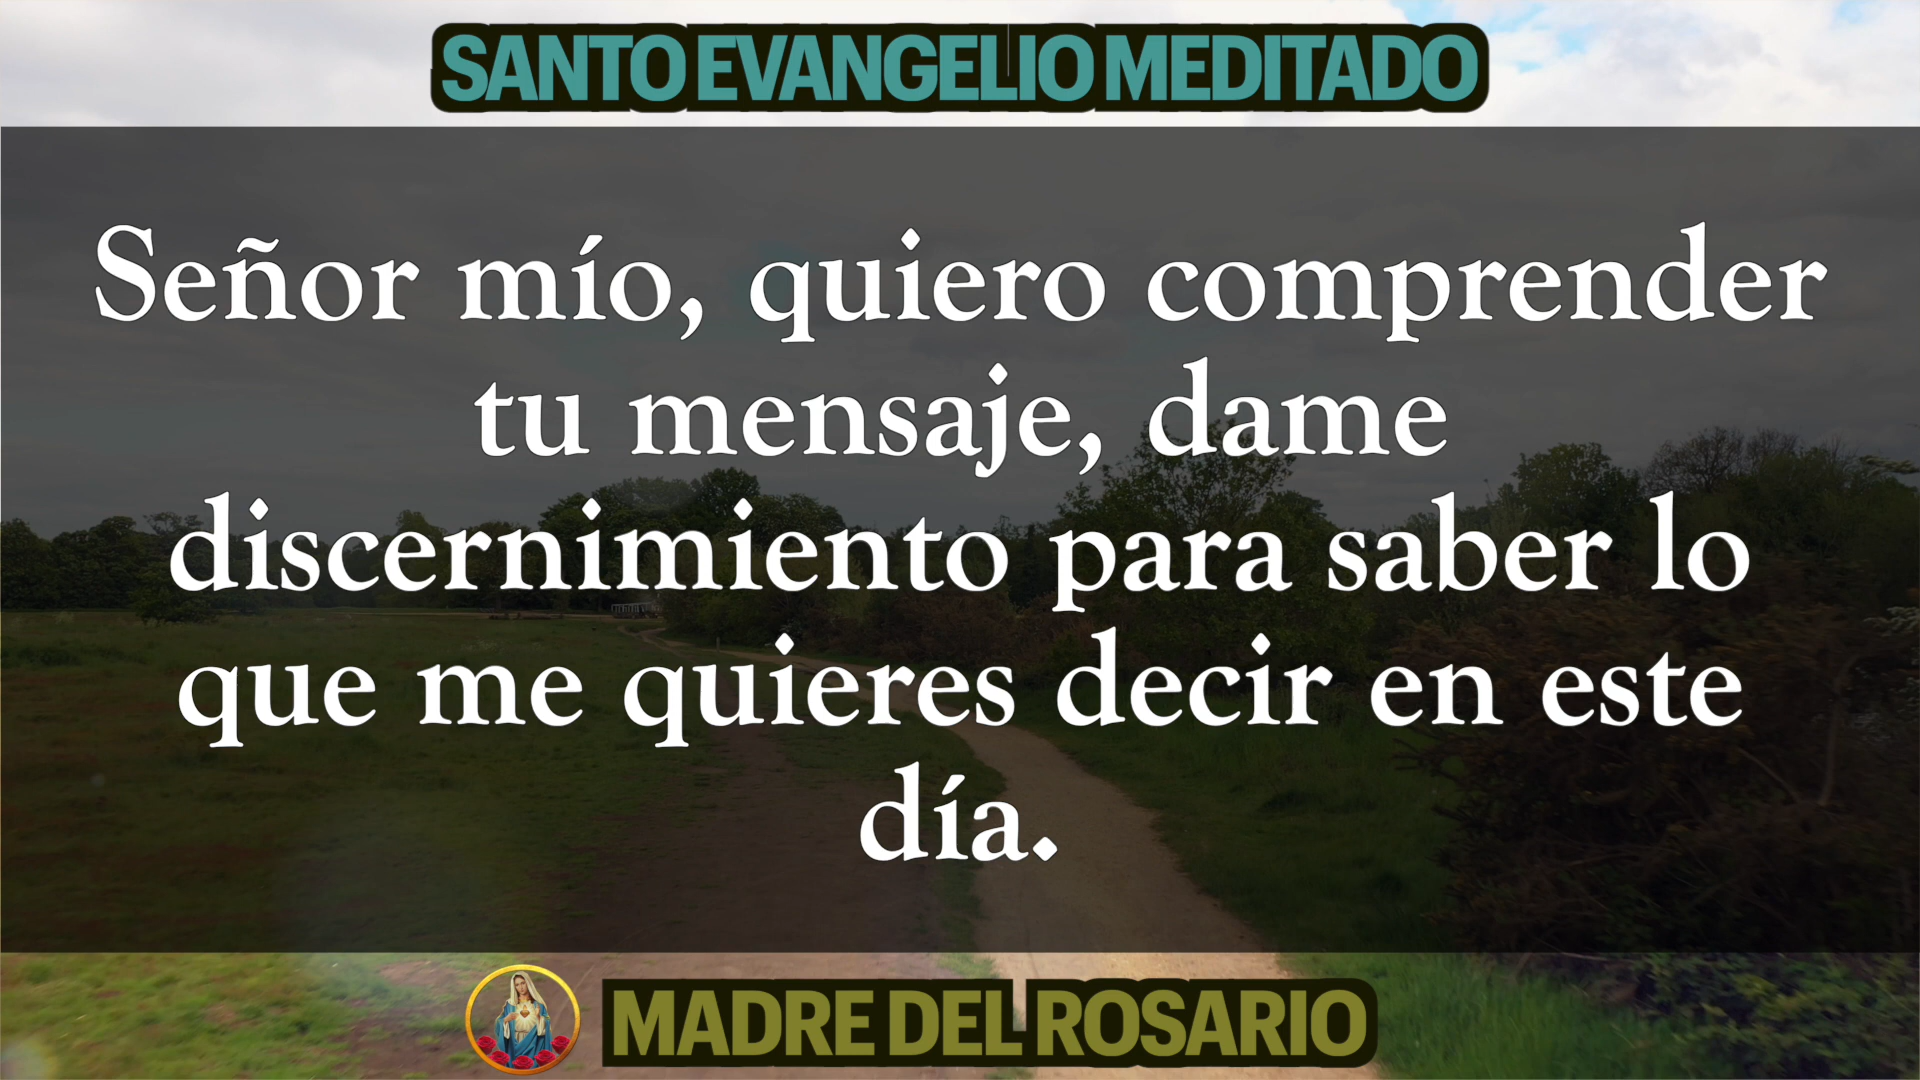 SANTO EVANGELIO MEDITADO
Señor mío, quiero comprender
tu mensaje, dame
discernimiento para saber lo
que me quieres decir en este
día.
MADRE DEL ROSARIO